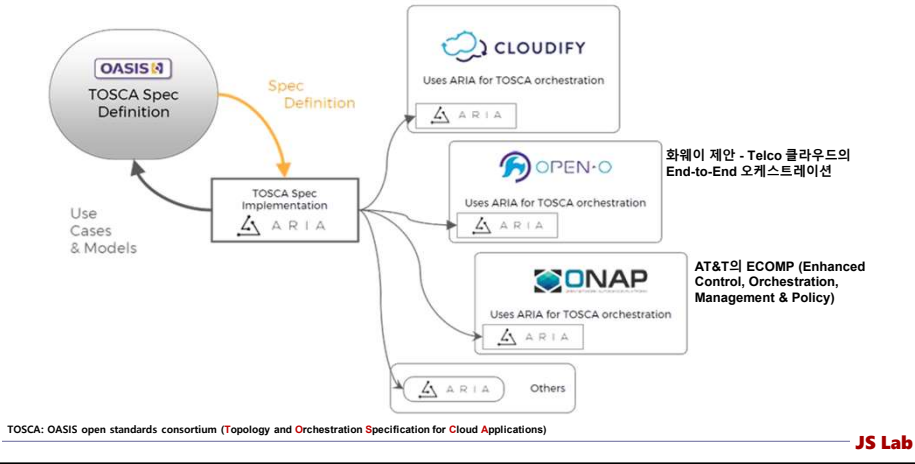 OASIS
TOSCA Spec
Definition
Spec
Definition
Use
Cases
& Models
TOSCA Spec
Implementation
ARIA
CLOUDIFY
Uses ARIA for TOSCA orchestration
ARIA
OPEN-O
Uses ARIA for TOSCA orchestration
ARIA
화웨이 제안 - Telco 클라우드의
End-to-End 오케스트레이션
ONAP
Uses ARIA for TOSCA orchestration
ARIA
AT&T의 ECOMP (Enhanced
Control, Orchestration,
Management & Policy)
ARIA
Others
TOSCA: OASIS open standards consortium (Topology and Orchestration Specification for Cloud Applications)
JS Lab